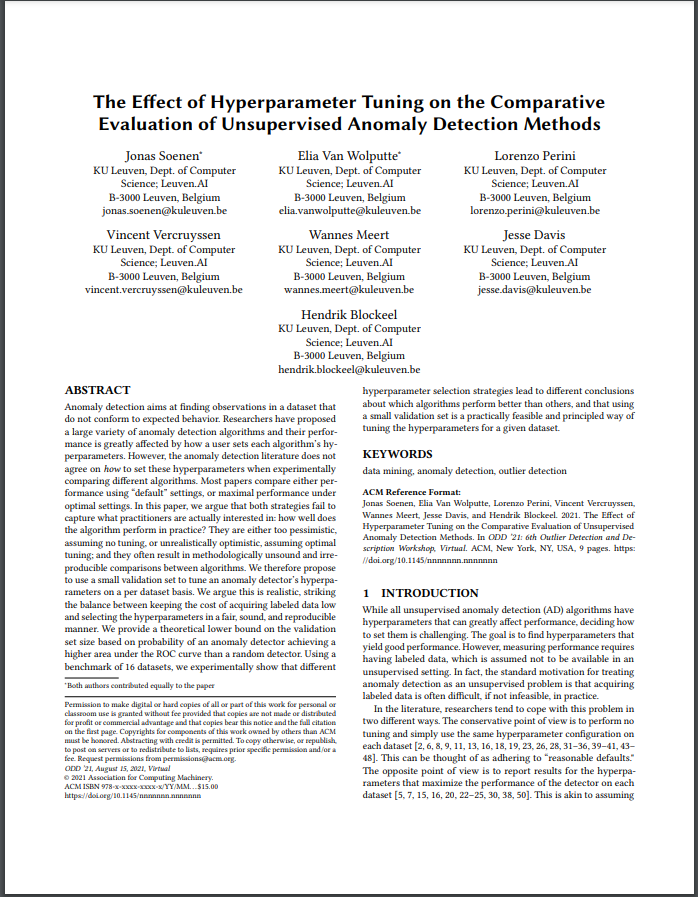 The Effect of Hyperparameter Tuning on the Comparative
Evaluation of Unsupervised Anomaly Detection Methods
Jonas Soenen*
KU Leuven, Dept. of Computer
Science; Leuven.AI
B-3000 Leuven, Belgium
jonas.soenen@kuleuven.be
Elia Van Wolputte*
KU Leuven, Dept. of Computer
Science; Leuven.AI
B-3000 Leuven, Belgium
elia.vanwolputte@kuleuven.be
Lorenzo Perini
KU Leuven, Dept. of Computer
Science; Leuven.AI
B-3000 Leuven, Belgium
lorenzo.perini@kuleuven.be
Vincent Vercruyssen
KU Leuven, Dept. of Computer
Science; Leuven.AI
B-3000 Leuven, Belgium
vincent.vercruyssen@kuleuven.be
Wannes Meert
KU Leuven, Dept. of Computer
Science; Leuven.AI
B-3000 Leuven, Belgium
wannes.meert@kuleuven.be
Jesse Davis
KU Leuven, Dept. of Computer
Science; Leuven.AI
B-3000 Leuven, Belgium
jesse.davis@kuleuven.be
Hendrik Blockeel
KU Leuven, Dept. of Computer
Science; Leuven.AI
B-3000 Leuven, Belgium
hendrik.blockeel@kuleuven.be
ABSTRACT
Anomaly detection aims at finding observations in a dataset that
do not conform to expected behavior. Researchers have proposed
a large variety of anomaly detection algorithms and their perfor-
mance is greatly affected by how a user sets each algorithm's hy-
perparameters. However, the anomaly detection literature does not
agree on how to set these hyperparameters when experimentally
comparing different algorithms. Most papers compare either per-
formance using "default" settings, or maximal performance under
optimal settings. In this paper, we argue that both strategies fail to
capture what practitioners are actually interested in: how well does
the algorithm perform in practice? They are either too pessimistic,
assuming no tuning, or unrealistically optimistic, assuming optimal
tuning; and they often result in methodologically unsound and irre-
producible comparisons between algorithms. We therefore propose
to use a small validation set to tune an anomaly detector's hyperpa-
rameters on a per dataset basis. We argue this is realistic, striking
the balance between keeping the cost of acquiring labeled data low
and selecting the hyperparameters in a fair, sound, and reproducible
manner. We provide a theoretical lower bound on the validation
set size based on probability of an anomaly detector achieving a
higher area under the ROC curve than a random detector. Using a
benchmark of 16 datasets, we experimentally show that different
*Both authors contributed equally to the paper
Permission to make digital or hard copies of all or part of this work for personal or
classroom use is granted without fee provided that copies are not made or distributed
for profit or commercial advantage and that copies bear this notice and the full citation
on the first page. Copyrights for components of this work owned by others than ACM
must be honored. Abstracting with credit is permitted. To copy otherwise, or republish,
to post on servers or to redistribute to lists, requires prior specific permission and/or a
fee. Request permissions from permissions@acm.org.
ODD '21, August 15, 2021, Virtual
© 2021 Association for Computing Machinery.
ACM ISBN 978-x-xxxx-xxxx-x/YY/MM...$15.00
https://doi.org/10.1145/nnnnnnn.nnnnnnn
hyperparameter selection strategies lead to different conclusions
about which algorithms perform better than others, and that using
a small validation set is a practically feasible and principled way of
tuning the hyperparameters for a given dataset.
KEYWORDS
data mining, anomaly detection, outlier detection
ACM Reference Format:
Jonas Soenen, Elia Van Wolputte, Lorenzo Perini, Vincent Vercruyssen,
Wannes Meert, Jesse Davis, and Hendrik Blockeel. 2021. The Effect of
Hyperparameter Tuning on the Comparative Evaluation of Unsupervised
Anomaly Detection Methods. In ODD '21: 6th Outlier Detection and De-
scription Workshop, Virtual. ACM, New York, NY, USA, 9 pages. https:
//doi.org/10.1145/nnnnnnn.nnnnnnn
1 INTRODUCTION
While all unsupervised anomaly detection (AD) algorithms have
hyperparameters that can greatly affect performance, deciding how
to set them is challenging. The goal is to find hyperparameters that
yield good performance. However, measuring performance requires
having labeled data, which is assumed not to be available in an
unsupervised setting. In fact, the standard motivation for treating
anomaly detection as an unsupervised problem is that acquiring
labeled data is often difficult, if not infeasible, in practice.
In the literature, researchers tend to cope with this problem in
two different ways. The conservative point of view is to perform no
tuning and simply use the same hyperparameter configuration on
each dataset [2, 6, 8, 9, 11, 13, 16, 18, 19, 23, 26, 28, 31–36, 39–41, 43–
48]. This can be thought of as adhering to "reasonable defaults."
The opposite point of view is to report results for the hyperpa-
rameters that maximize the performance of the detector on each
dataset [5, 7, 15, 16, 20, 22–25, 30, 38, 50]. This is akin to assuming